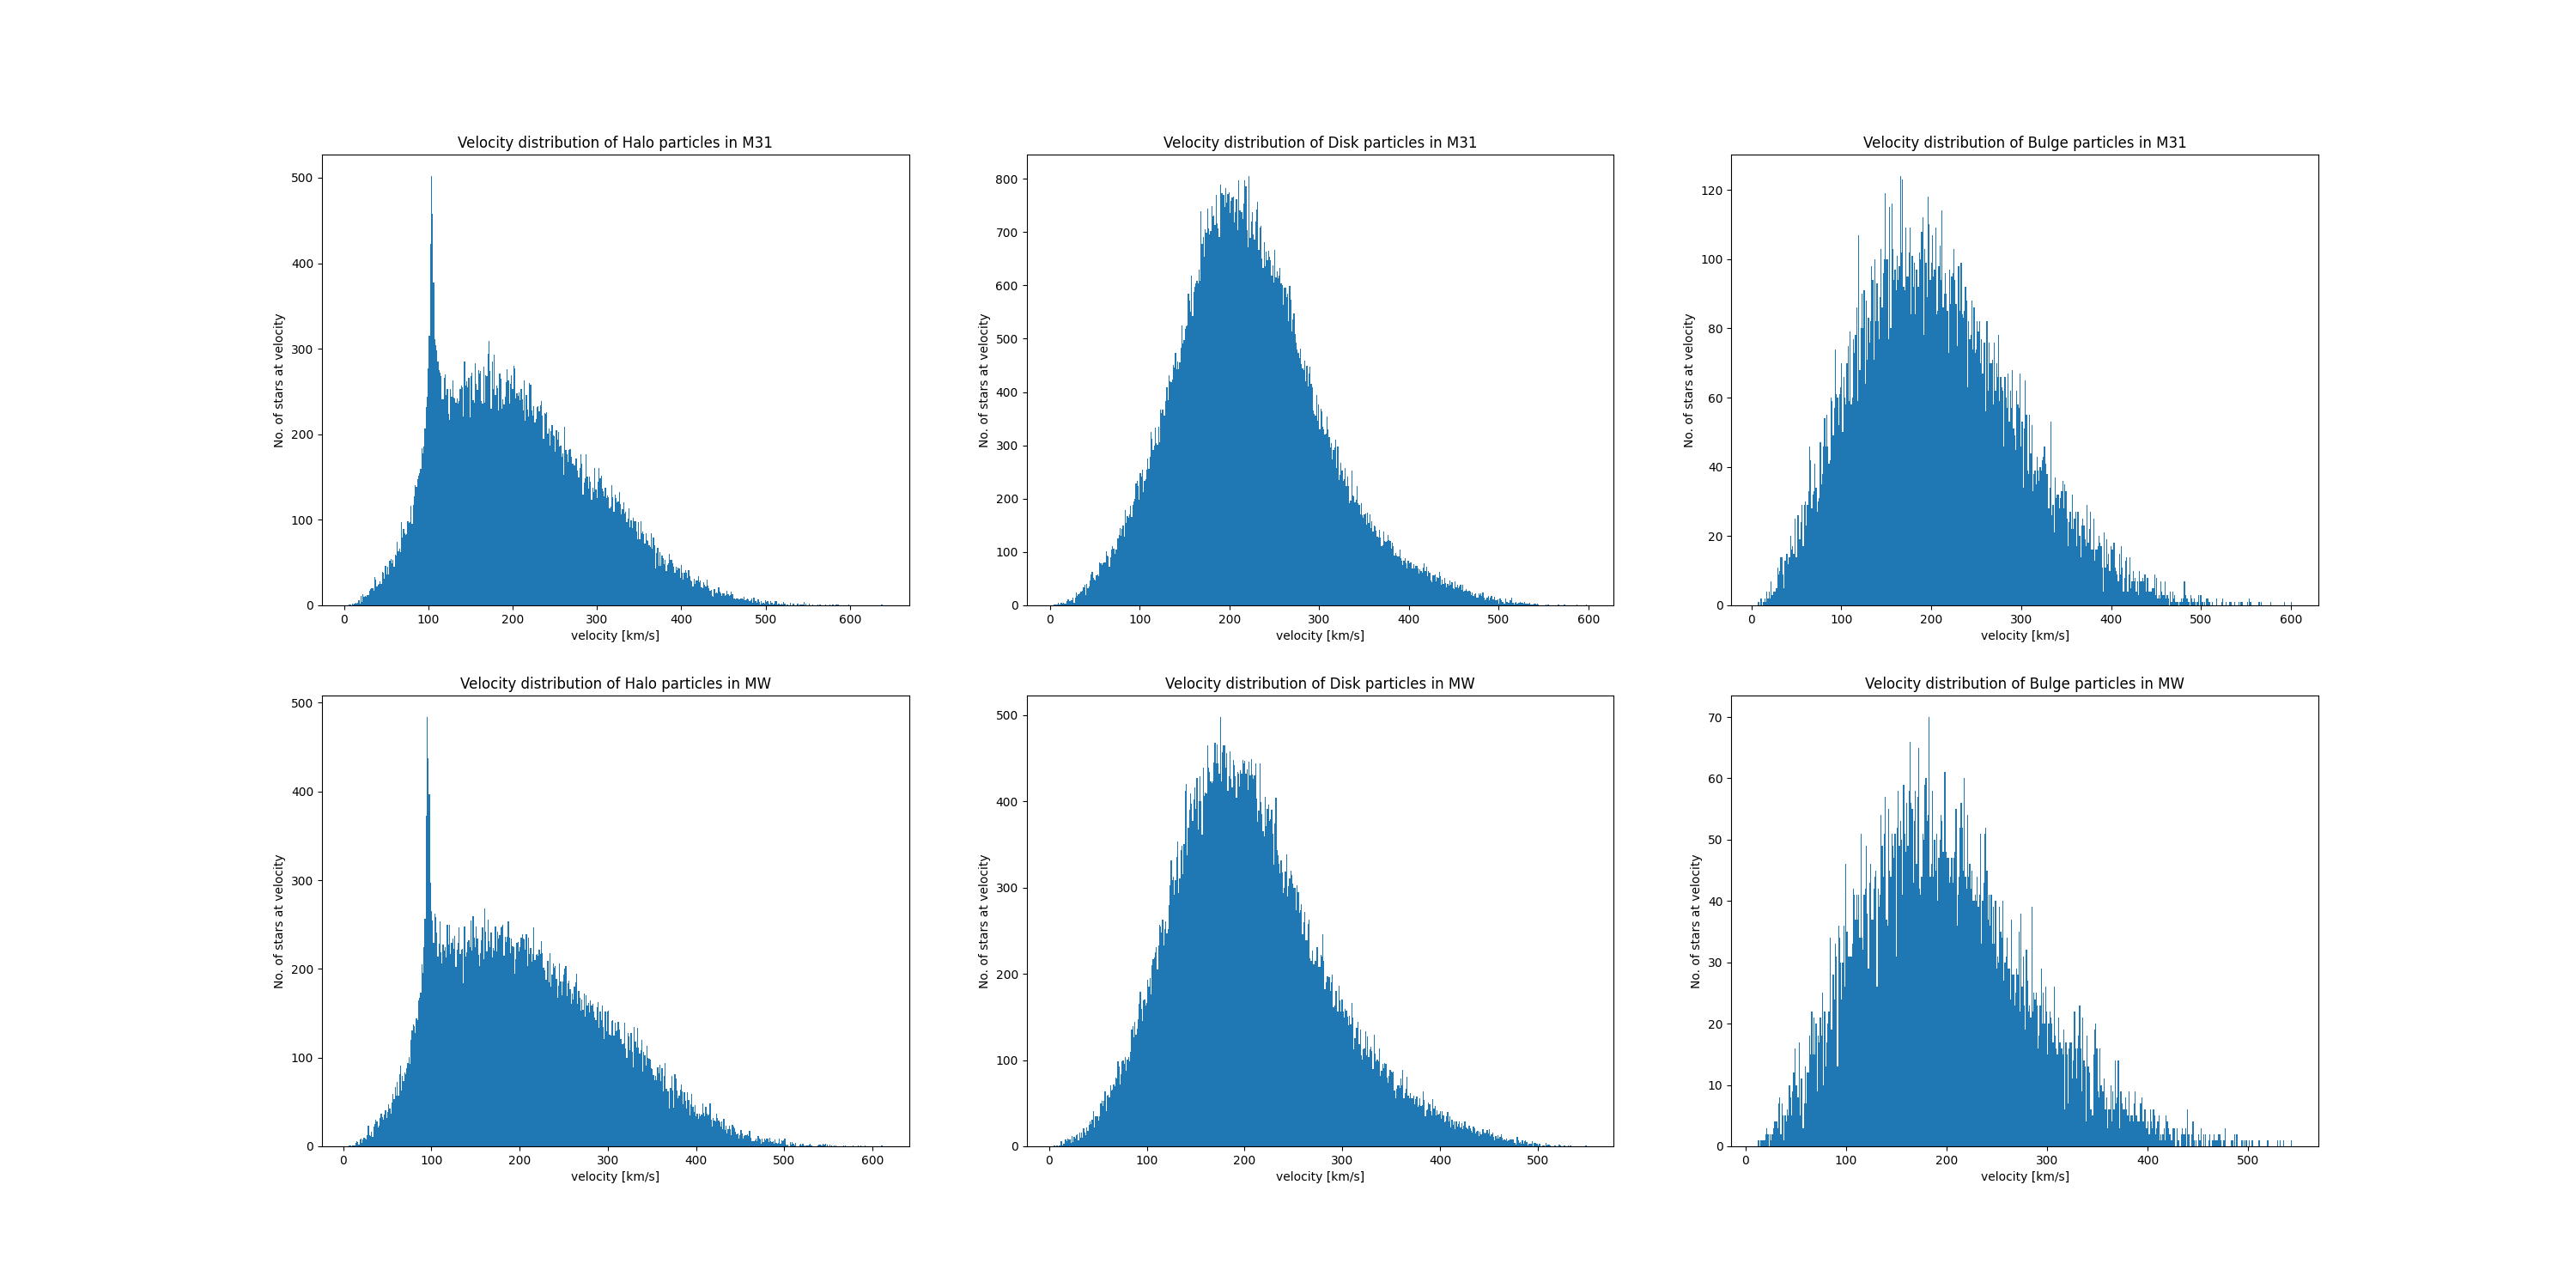 Velocity distribution of Halo particles in M31
No. of stars at velocity
500
400
300
200
100
0
0 100 200 300 400 500 600
velocity [km/s]
Velocity distribution of Disk particles in M31
No. of stars at velocity
800
700
600
500
400
300
200
100
0
0 100 200 300 400 500 600
velocity [km/s]
Velocity distribution of Bulge particles in M31
No. of stars at velocity
120
100
80
60
40
20
0
0 100 200 300 400 500 600
velocity [km/s]
Velocity distribution of Halo particles in MW
No. of stars at velocity
500
400
300
200
100
0
0 100 200 300 400 500 600
velocity [km/s]
Velocity distribution of Disk particles in MW
No. of stars at velocity
500
400
300
200
100
0
0 100 200 300 400 500
velocity [km/s]
Velocity distribution of Bulge particles in MW
No. of stars at velocity
70
60
50
40
30
20
10
0
0 100 200 300 400 500
velocity [km/s]